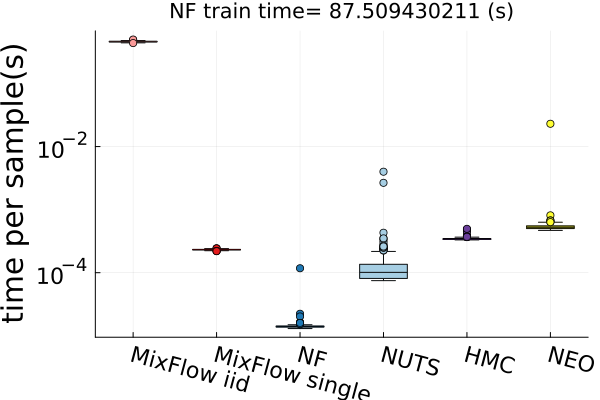 NF train time= 87.509430211 (s)
time per sample(s)
10⁻²
10⁻⁴
MixFlow iid
MixFlow single
NF
NUTS
HMC
NEO